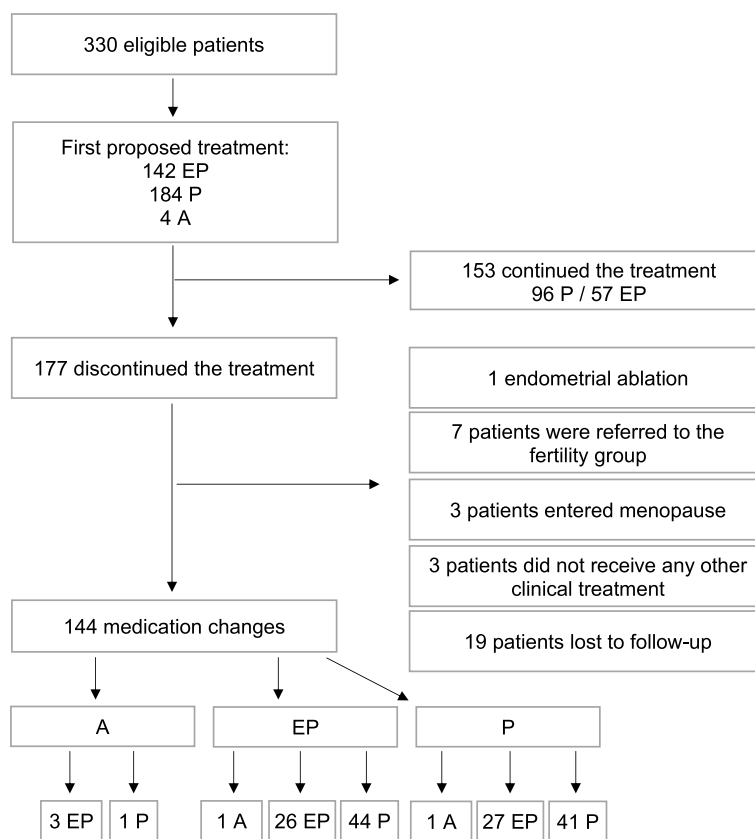 330 eligible patients
First proposed treatment:
142 EP
184 P
4 A
153 continued the treatment
96 P / 57 EP
177 discontinued the treatment
1 endometrial ablation
7 patients were referred to the
fertility group
3 patients entered menopause
3 patients did not receive any other
clinical treatment
19 patients lost to follow-up
144 medication changes
A
EP
P
3 EP
1 P
1 A
26 EP
44 P
1 A
27 EP
41 P